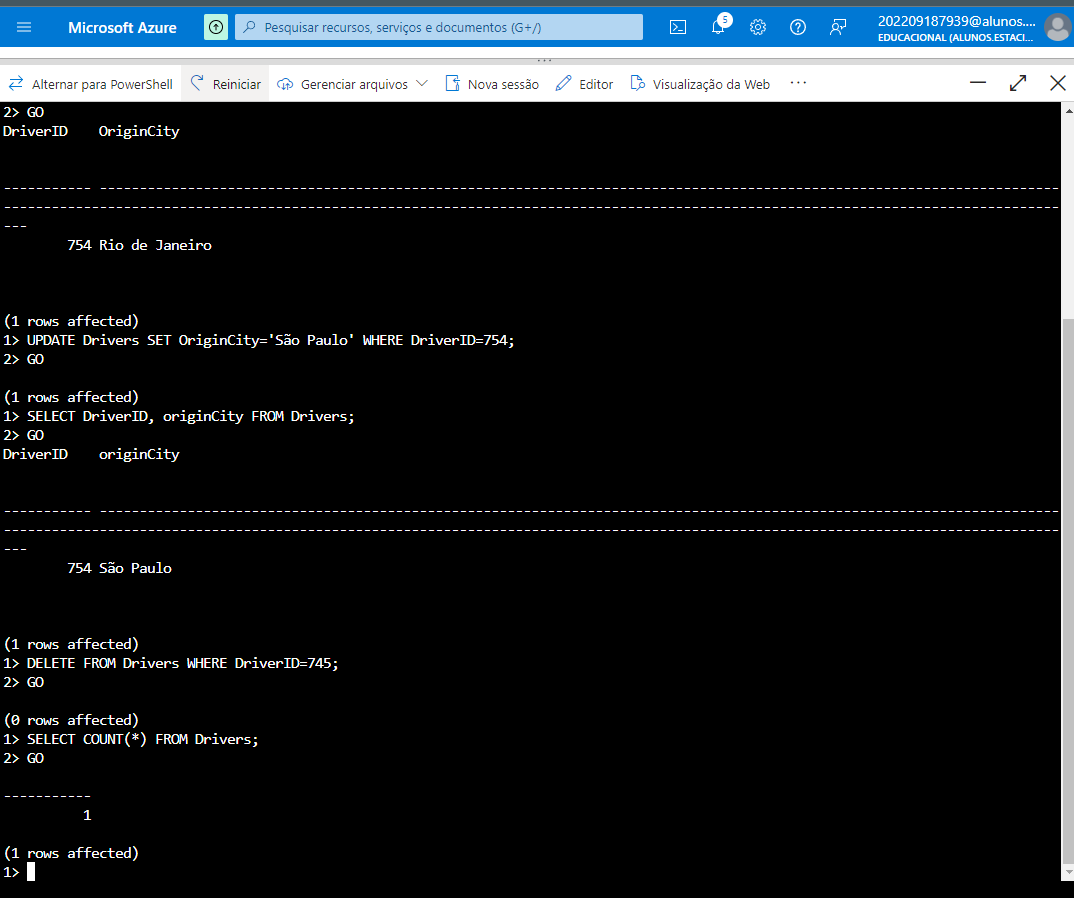 Microsoft Azure
Pesquisar recursos, serviços e documentos (G+/)
5
202209187939@alunos....
EDUCACIONAL (ALUNOS.ESTACI...
Alternar para PowerShell
Reiniciar
Gerenciar arquivos
Nova sessão
Editor
Visualização da Web
...
2> GO
DriverID    OriginCity
----------- ------------------------------------------------------------------------------------------------------------------------
------------------------------------------------------------------------------------------------------------------------------------
---
        754 Rio de Janeiro
(1 rows affected)
1> UPDATE Drivers SET OriginCity='São Paulo' WHERE DriverID=754;
2> GO
(1 rows affected)
1> SELECT DriverID, originCity FROM Drivers;
2> GO
DriverID    originCity
----------- ------------------------------------------------------------------------------------------------------------------------
------------------------------------------------------------------------------------------------------------------------------------
---
        754 São Paulo
(1 rows affected)
1> DELETE FROM Drivers WHERE DriverID=745;
2> GO
(0 rows affected)
1> SELECT COUNT(*) FROM Drivers;
2> GO
-----------
          1
(1 rows affected)
1>